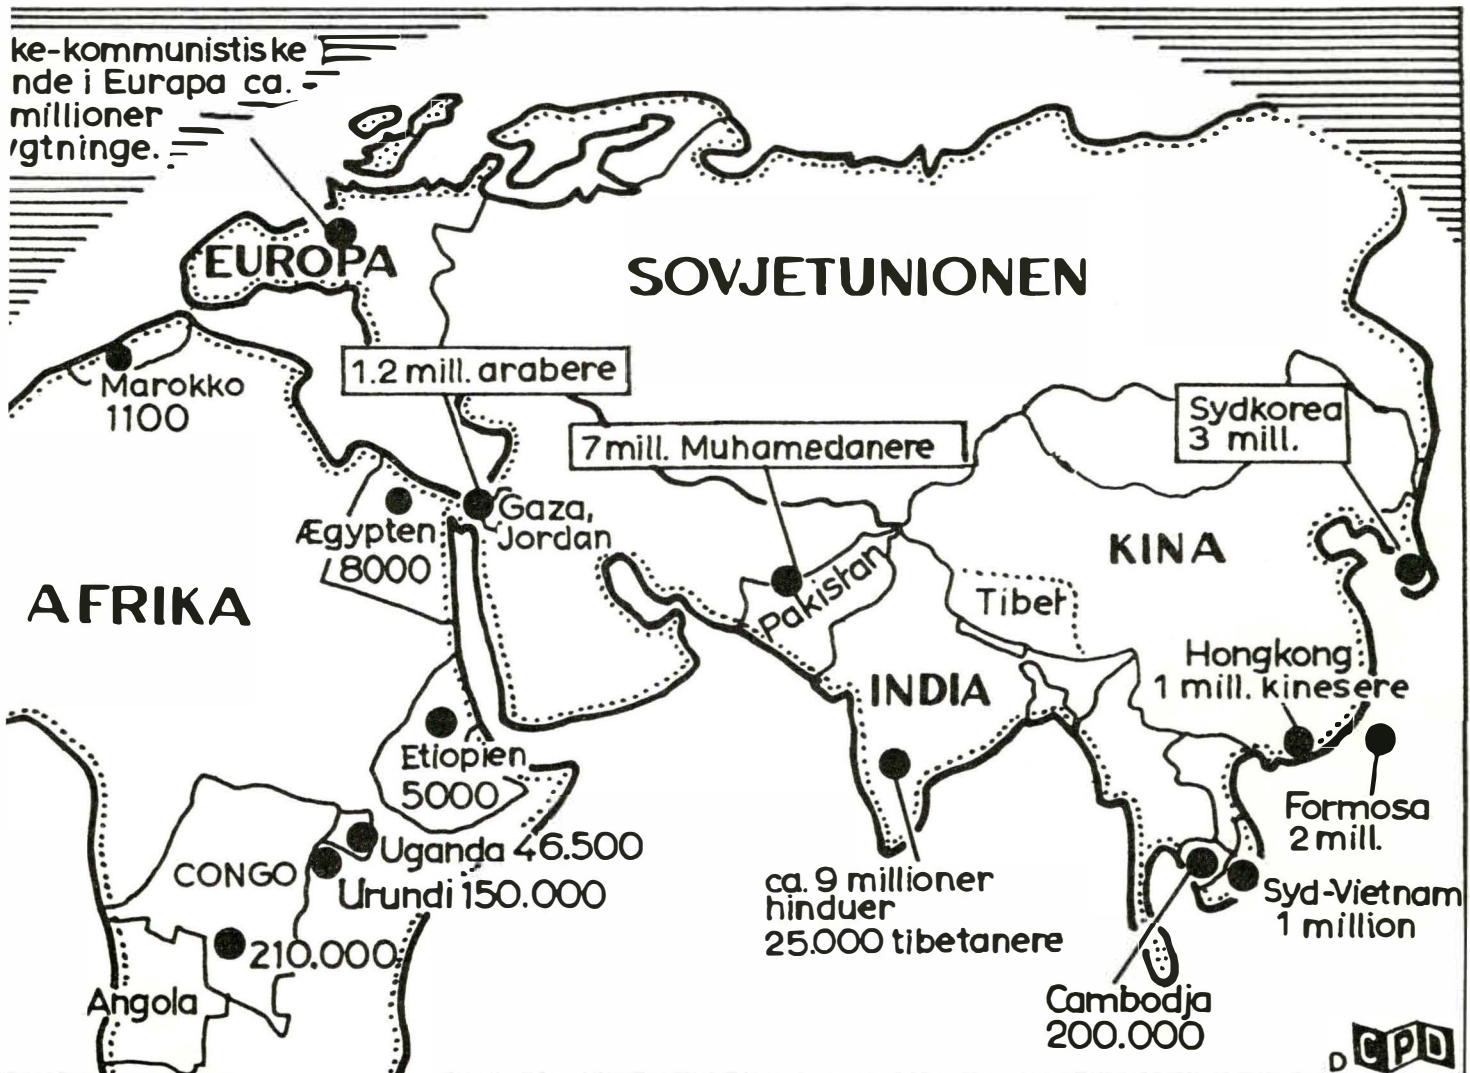 ke-kommunistiske
nde i Eurapa ca.
millioner
ygtninge.
EUROPA
SOVJETUNIONEN
1.2 mill. arabere
Marokko
1100
7 mill. Muhamedanere
Sydkorea
3 mill.
Gaza,
Jordan
Ægypten
8000
KINA
Pakistan
Tibet
AFRIKA
Hongkong
1 mill. kinesere
INDIA
Etiopien
5000
Formosa
2 mill.
Uganda 46.500
CONGO
Urundi 150.000
ca. 9 millioner
hinduer
25.000 tibetanere
Syd-Vietnam
1 million
210.000
Angola
Cambodja
200.000
D CPD